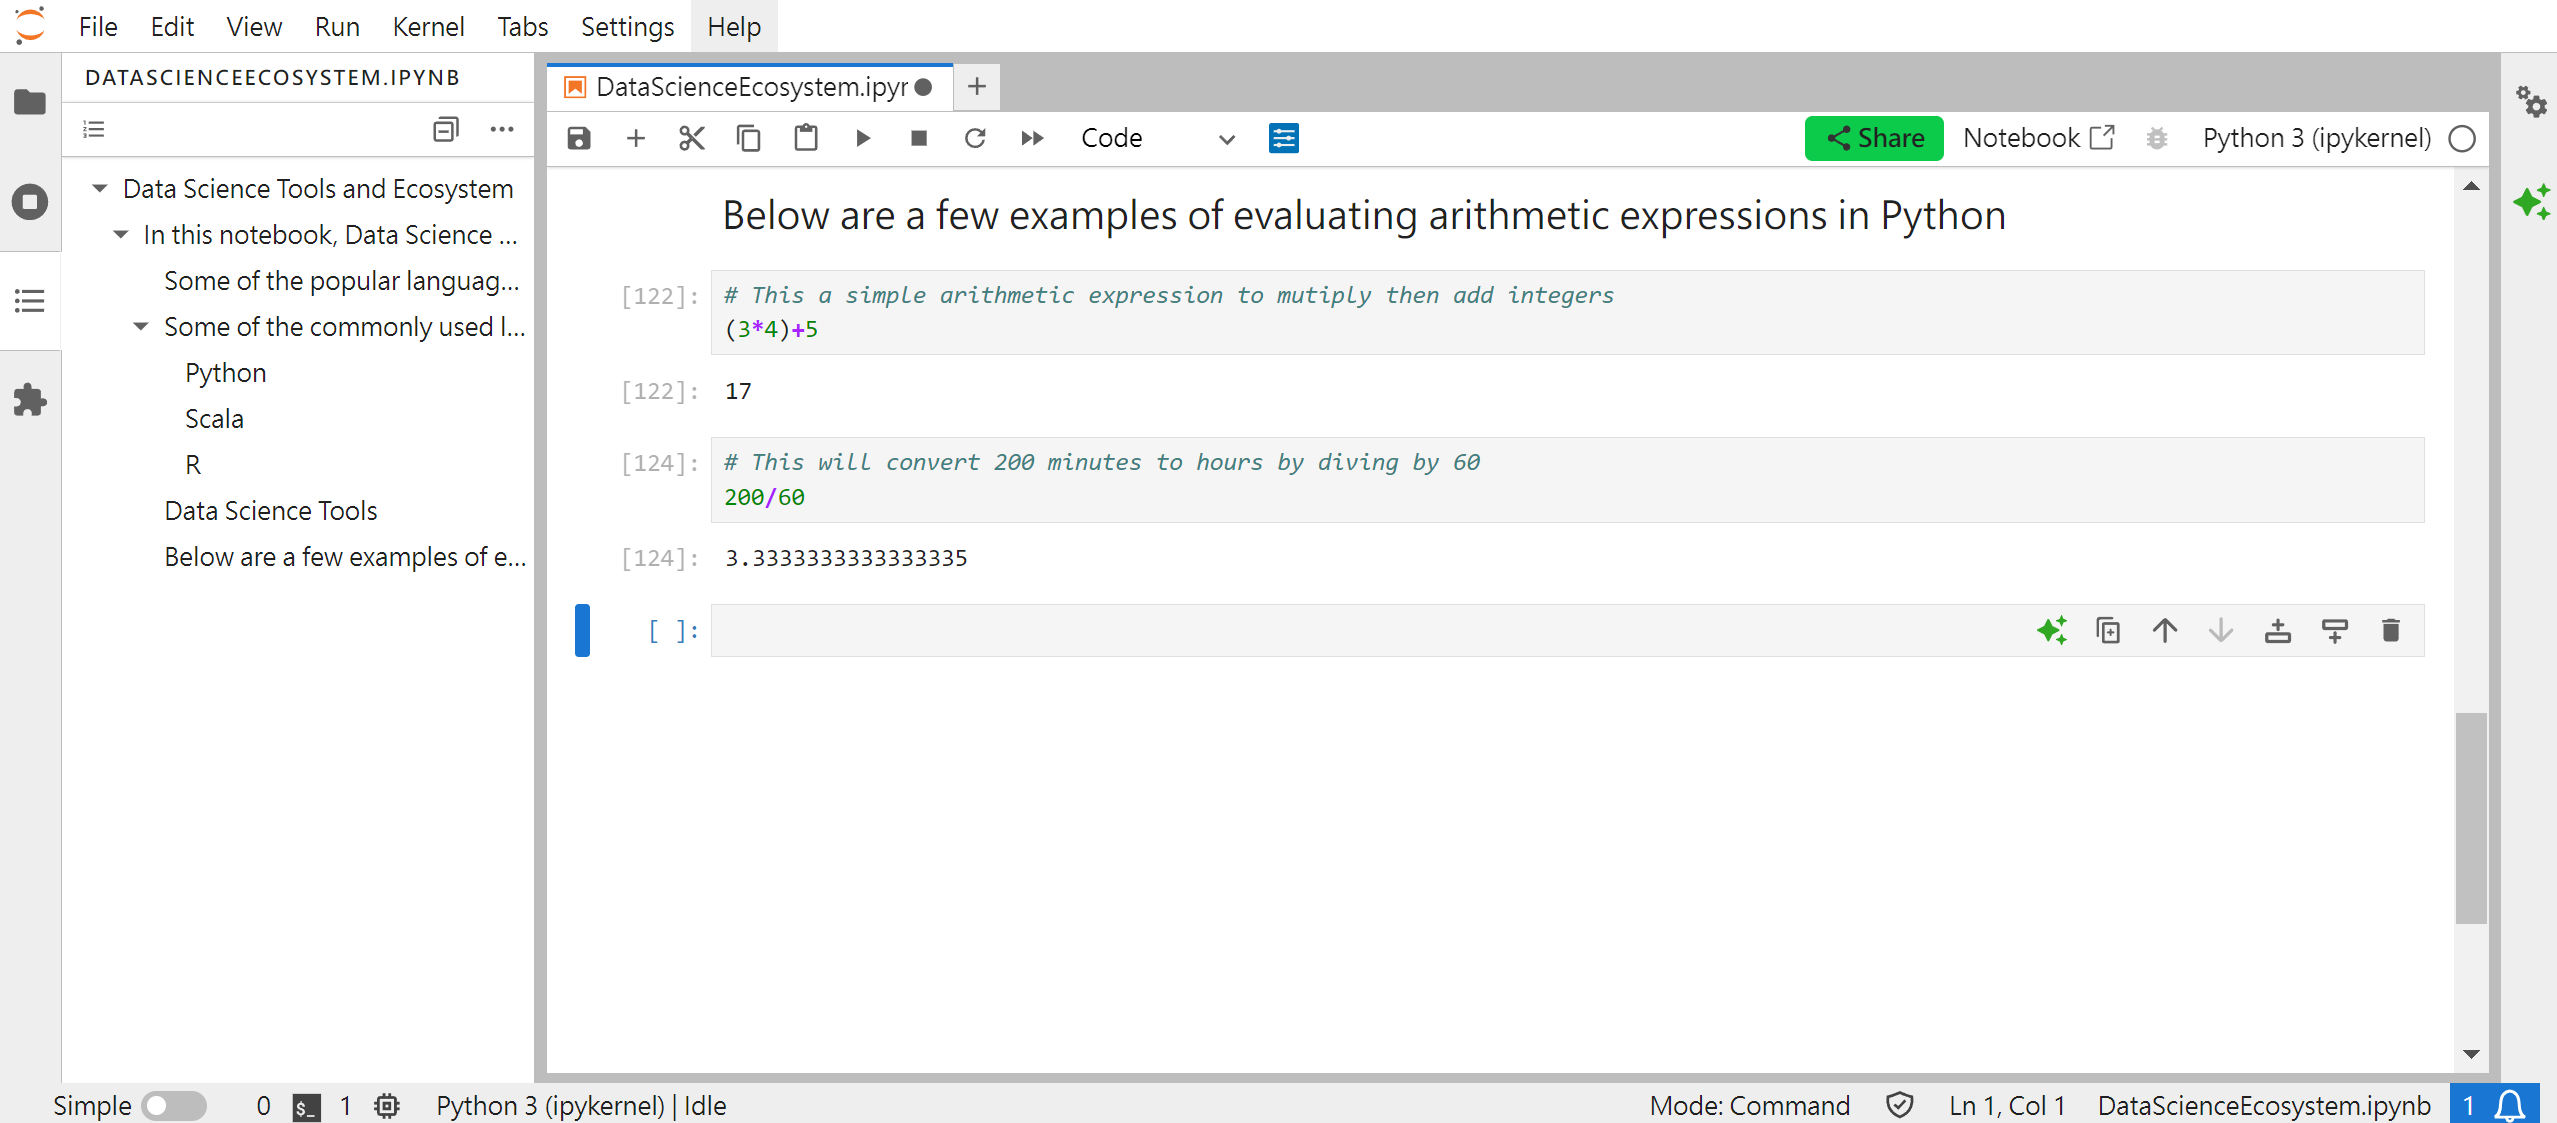 File Edit View Run Kernel Tabs Settings Help
DATASCIENCEECOSYSTEM.IPYNB
Data Science Tools and Ecosystem
In this notebook, Data Science ...
Some of the popular languag...
Some of the commonly used l...
Python
Scala
R
Data Science Tools
Below are a few examples of e...
DataScienceEcosystem.ipyr
Code
Share Notebook Python 3 (ipykernel)
Below are a few examples of evaluating arithmetic expressions in Python
[122]: # This a simple arithmetic expression to mutiply then add integers
(3*4)+5
[122]: 17
[124]: # This will convert 200 minutes to hours by diving by 60
200/60
[124]: 3.3333333333333335
[ ]:
Simple 0 $_ 1 Python 3 (ipykernel) | Idle Mode: Command Ln 1, Col 1 DataScienceEcosystem.ipynb 1